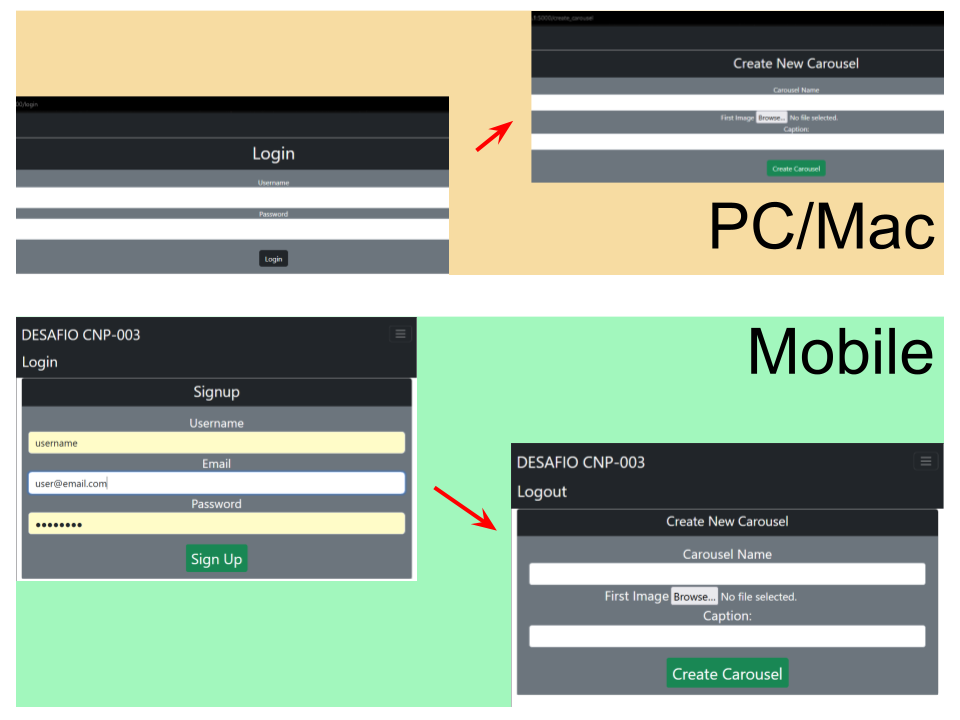 8:5000/create_carousel
Create New Carousel
Carousel Name
First Image Browse... No file selected.
Caption:
Create Carousel
00/login
Login
Username
Password
Login
PC/Mac
DESAFIO CNP-003
Login
Signup
Username
username
Email
user@email.com
Password
••••••••
Sign Up
Mobile
DESAFIO CNP-003
Logout
Create New Carousel
Carousel Name
First Image Browse... No file selected.
Caption:
Create Carousel